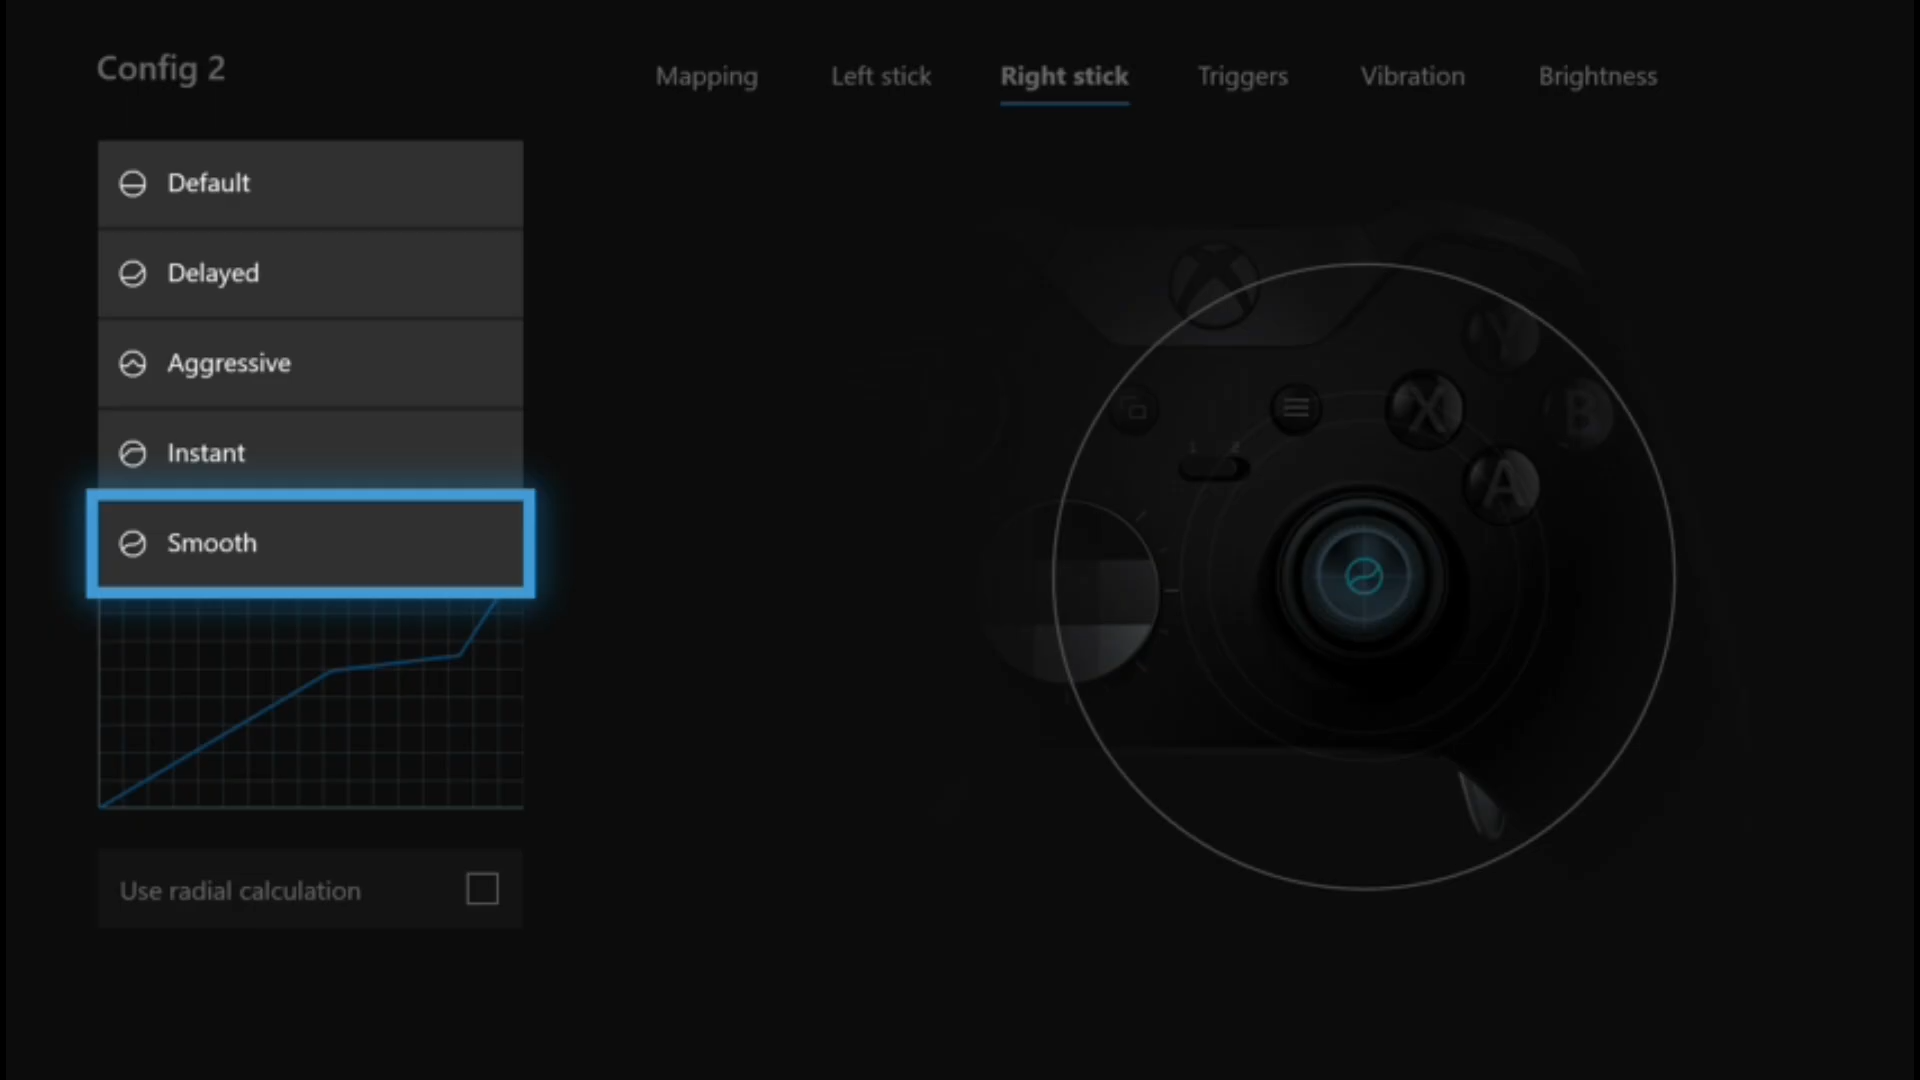 Config 2
Mapping
Left stick
Right stick
Triggers
Vibration
Brightness
Default
Delayed
Aggressive
Instant
Smooth
Use radial calculation
Y
X
B
A